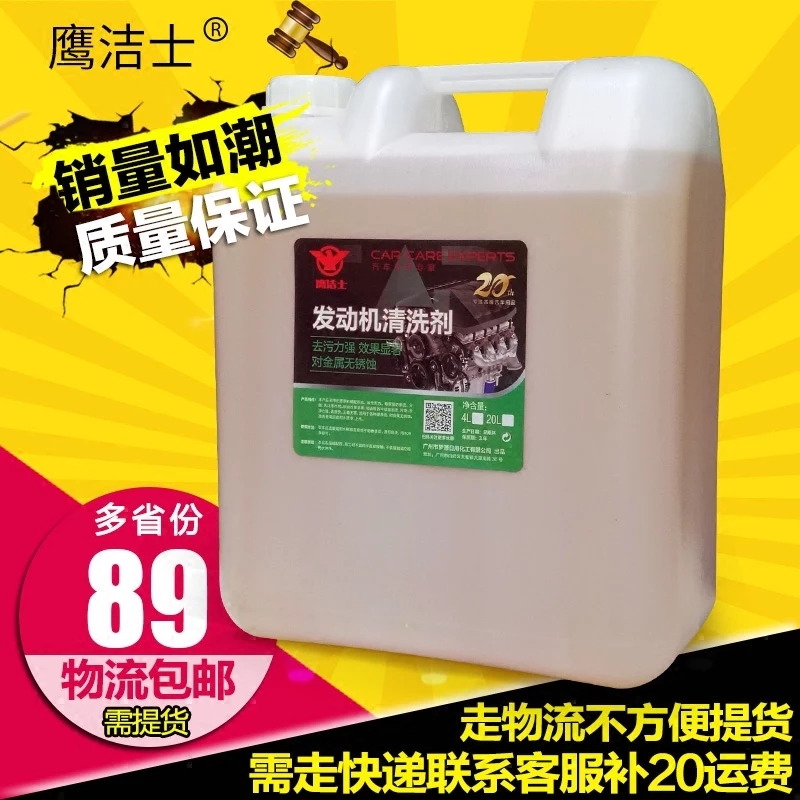 鹰洁士®
销量如潮
质量保证
鹰洁士
CAR CARE EXPERTS
20th
发动机清洗剂
去污力强 效果显著
对金属无锈蚀
净含量:
4L 20L
多省份
89
物流包邮
需提货
走物流不方便提货
需走快递联系客服补20运费